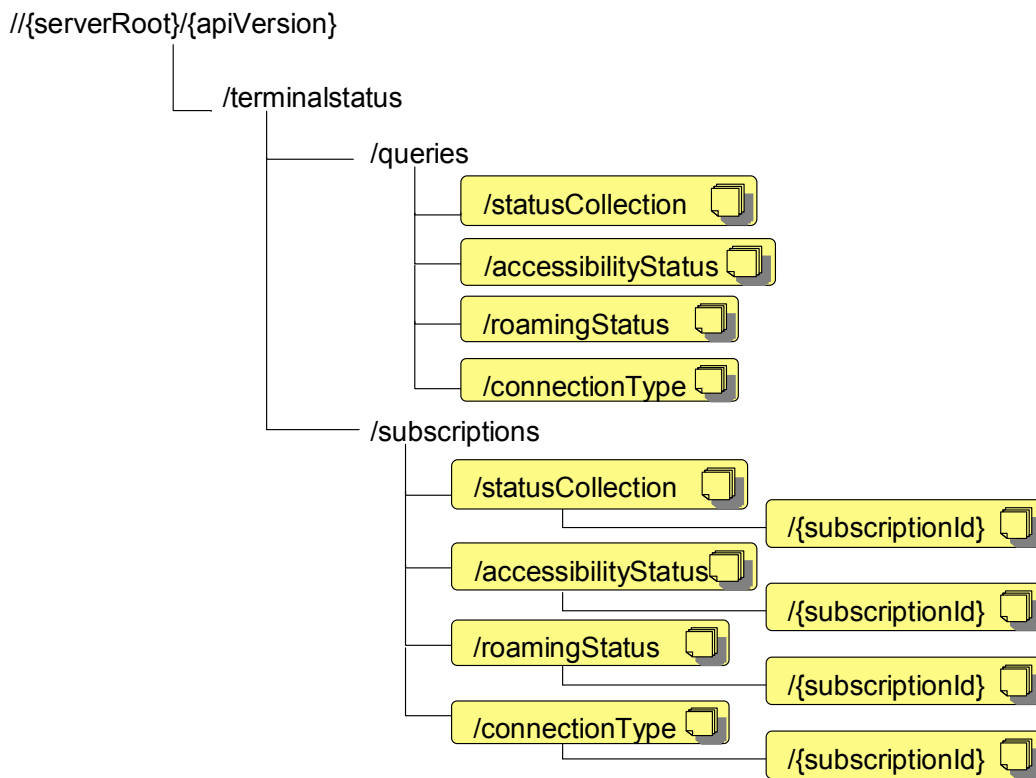 //{serverRoot}/{apiVersion}
/terminalstatus
/queries
/statusCollection
/accessibilityStatus
/roamingStatus
/connectionType
/subscriptions
/statusCollection
/{subscriptionId}
/accessibilityStatus
/{subscriptionId}
/roamingStatus
/{subscriptionId}
/connectionType
/{subscriptionId}